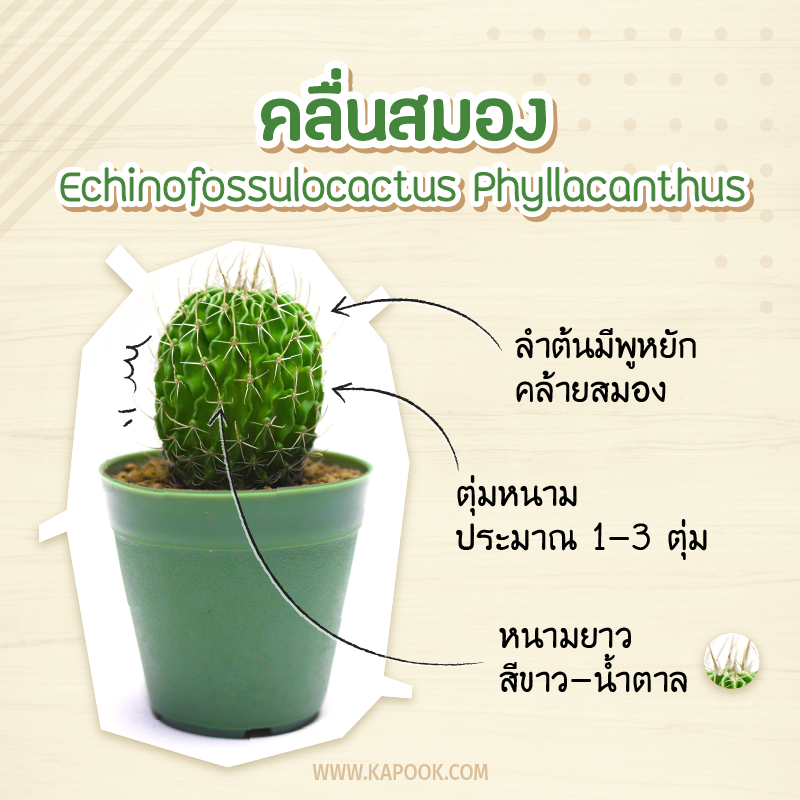 คลื่นสมอง
Echinofossulocactus Phyllacanthus
ลำต้นมีพูหยัก
คล้ายสมอง
ตุ่มหนาม
ประมาณ 1-3 ตุ่ม
หนามยาว
สีขาว-น้ำตาล
WWW.KAPOOK.COM